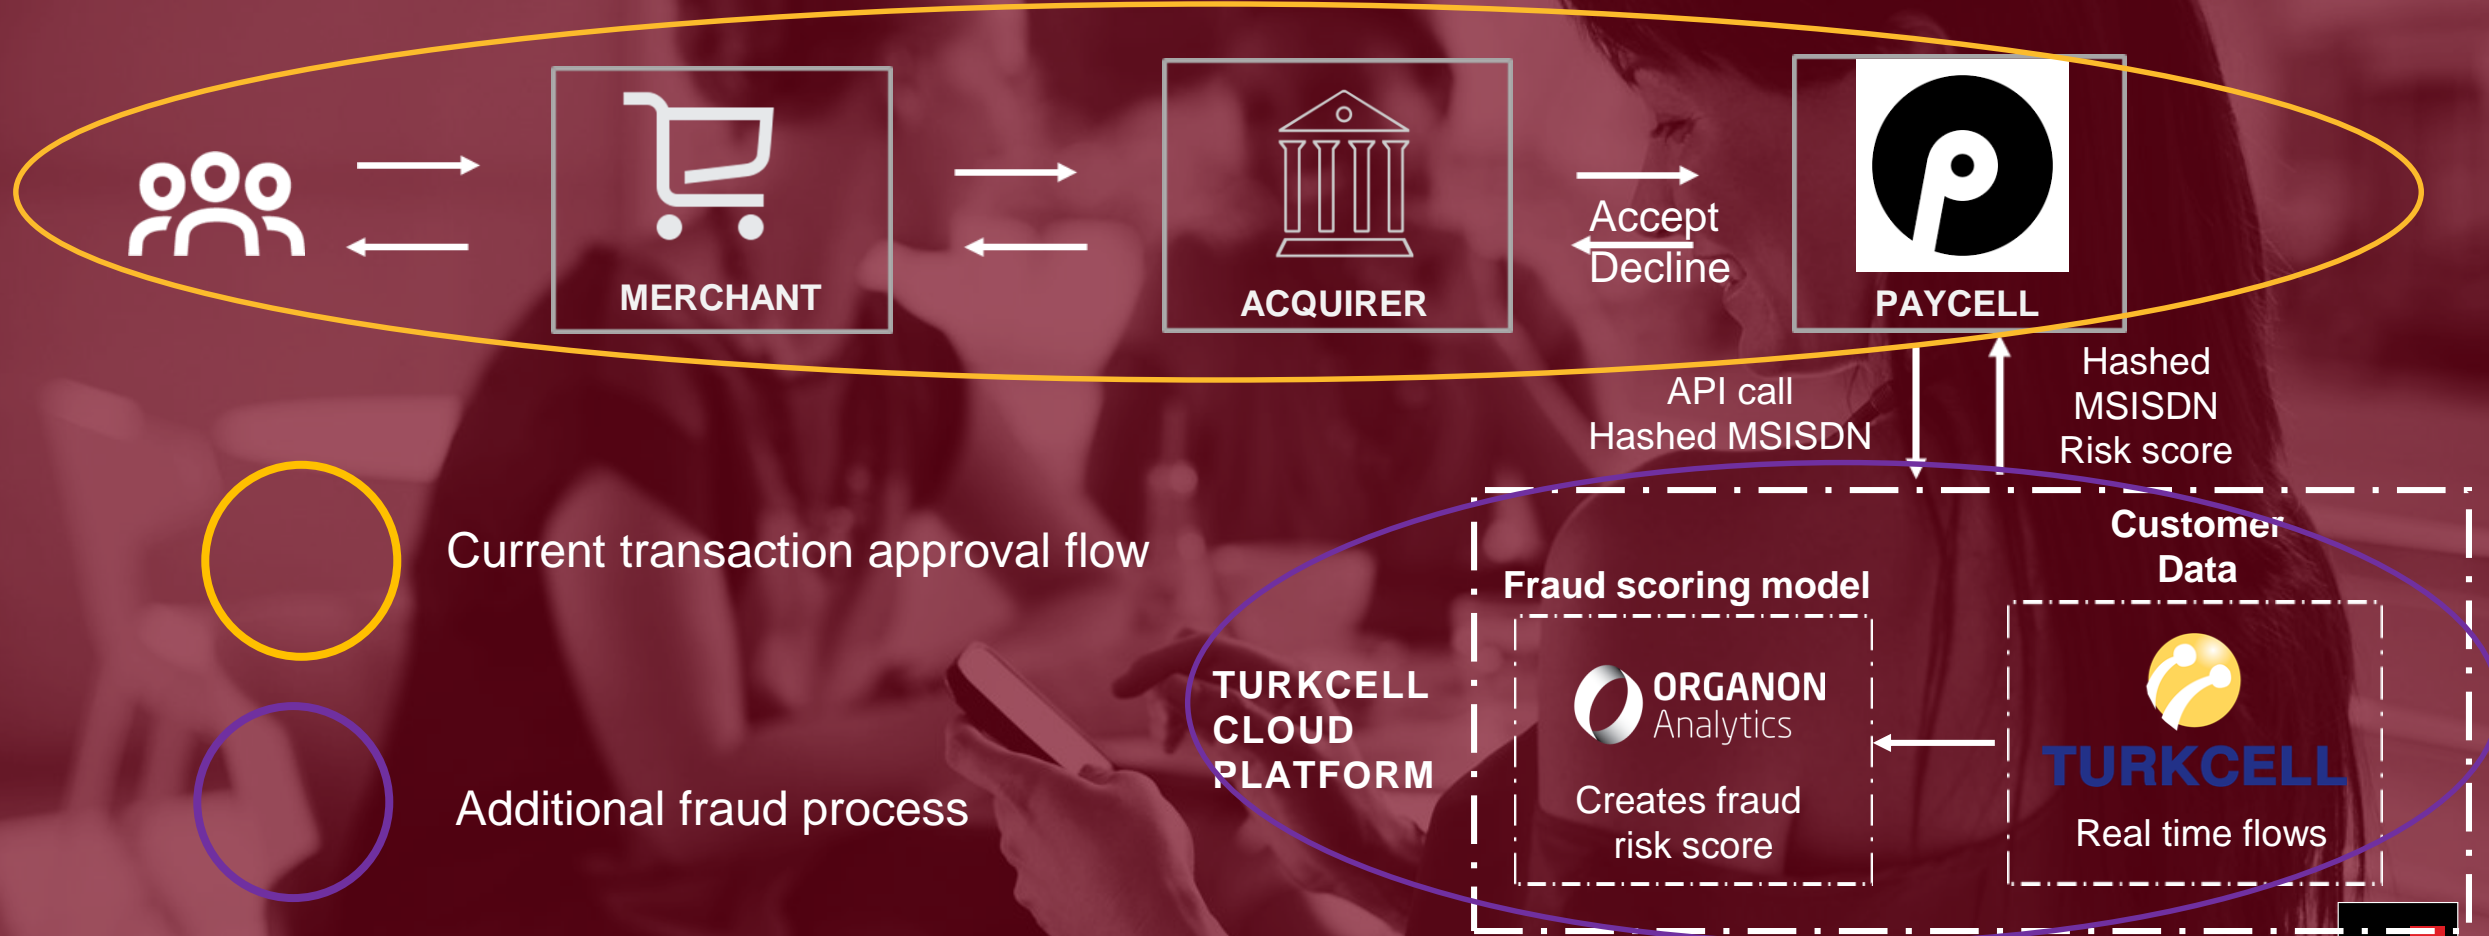 MERCHANT
ACQUIRER
Accept
Decline
PAYCELL
API call
Hashed MSISDN
Hashed
MSISDN
Risk score
Current transaction approval flow
Additional fraud process
TURKCELL
CLOUD
PLATFORM
Fraud scoring model
ORGANON
Analytics
Creates fraud
risk score
Customer
Data
TURKCELL
Real time flows